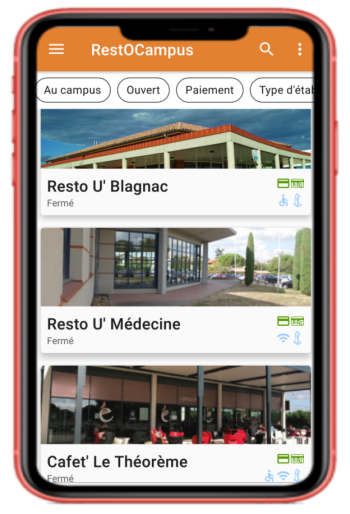 RestOCampus
Au campus Ouvert Paiement Type d'étab
Resto U' Blagnac
Fermé
Resto U' Médecine
Fermé
Cafet' Le Théorème
Fermé